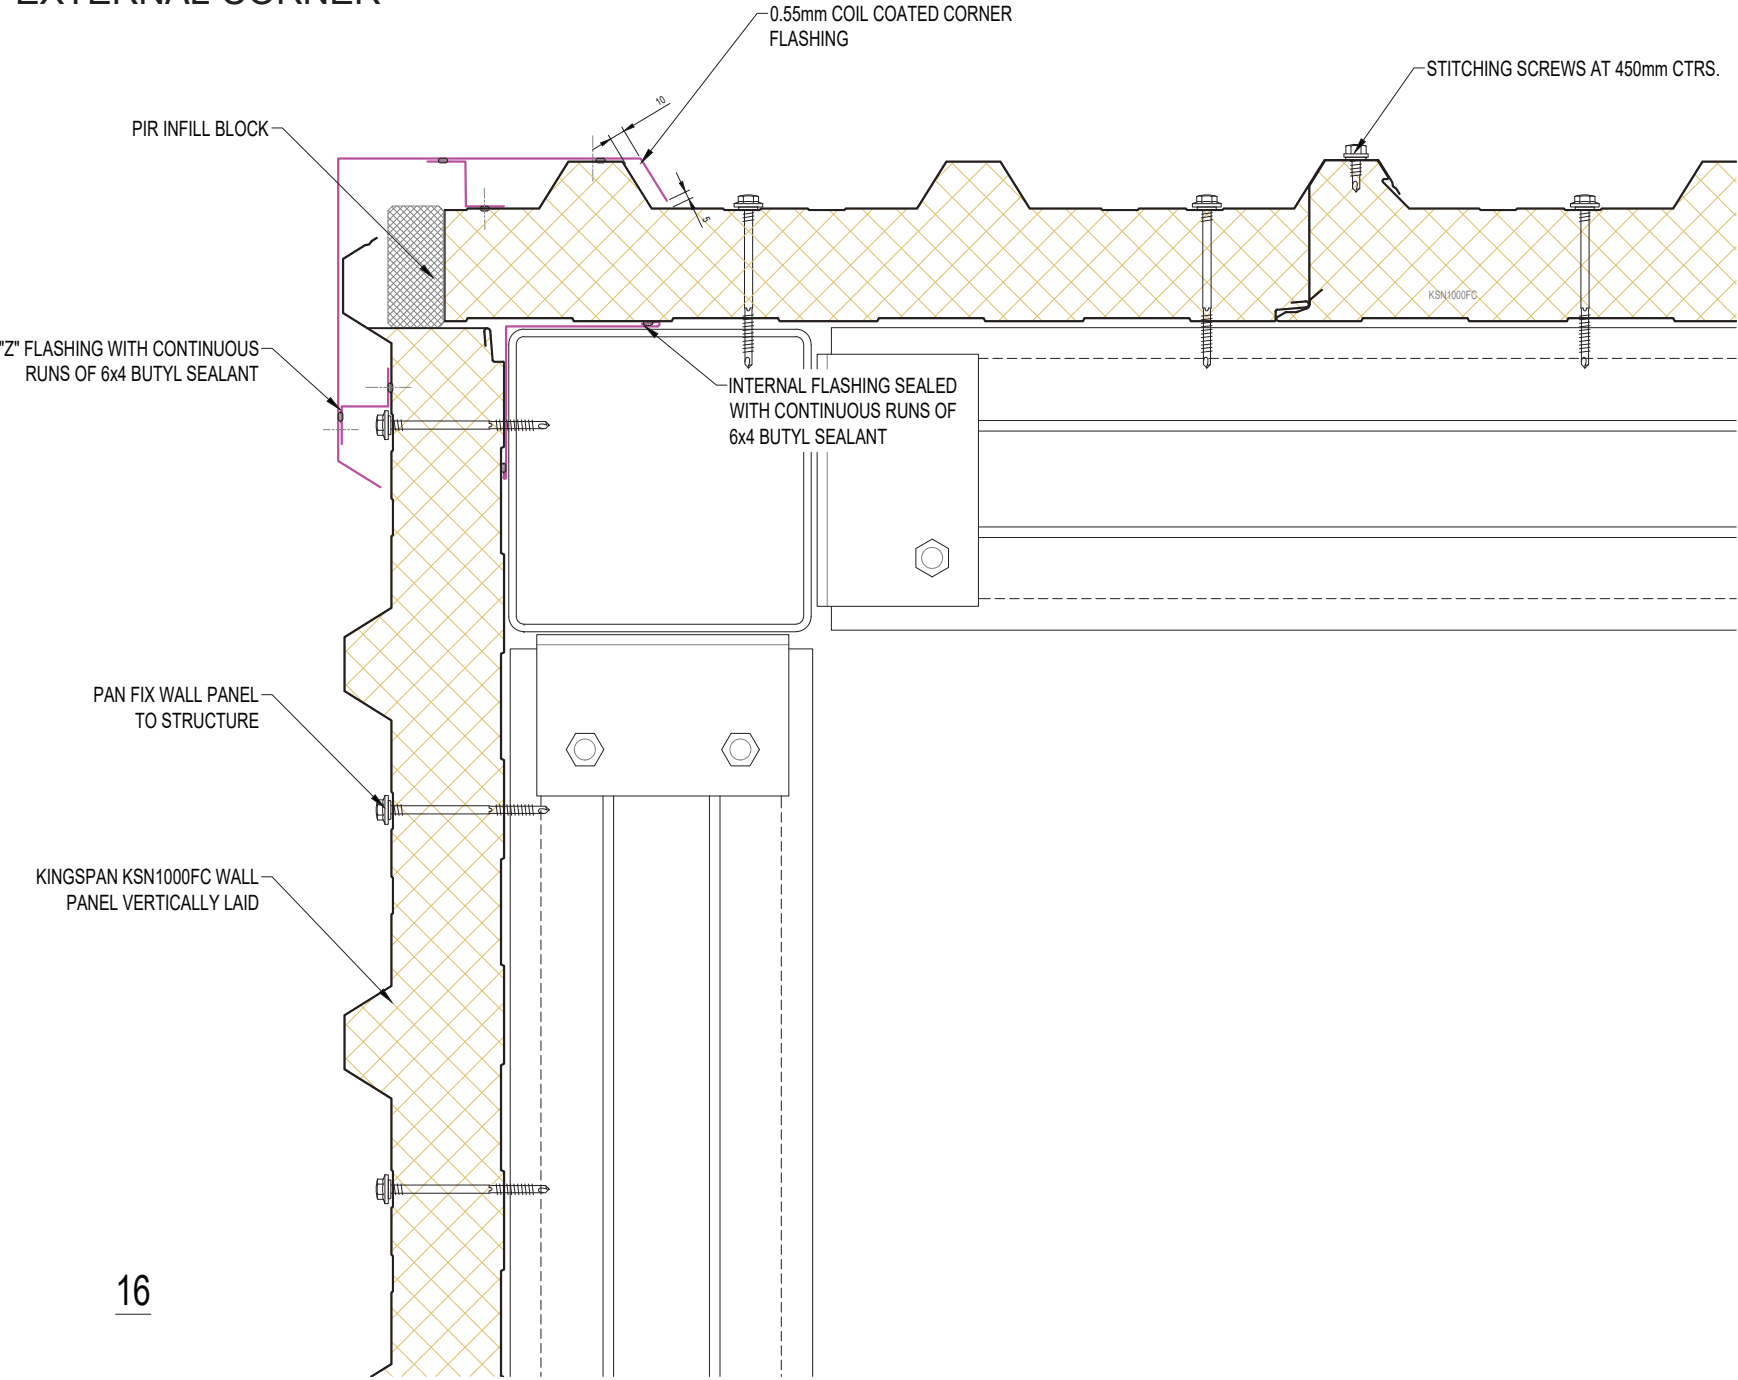 EXTERNAL CORNER
0.55mm COIL COATED CORNER
FLASHING
STITCHING SCREWS AT 450mm CTRS.
10
PIR INFILL BLOCK
5
KSN1000FC
"Z" FLASHING WITH CONTINUOUS
RUNS OF 6x4 BUTYL SEALANT
INTERNAL FLASHING SEALED
WITH CONTINUOUS RUNS OF
6x4 BUTYL SEALANT
PAN FIX WALL PANEL
TO STRUCTURE
KINGSPAN KSN1000FC WALL
PANEL VERTICALLY LAID
16